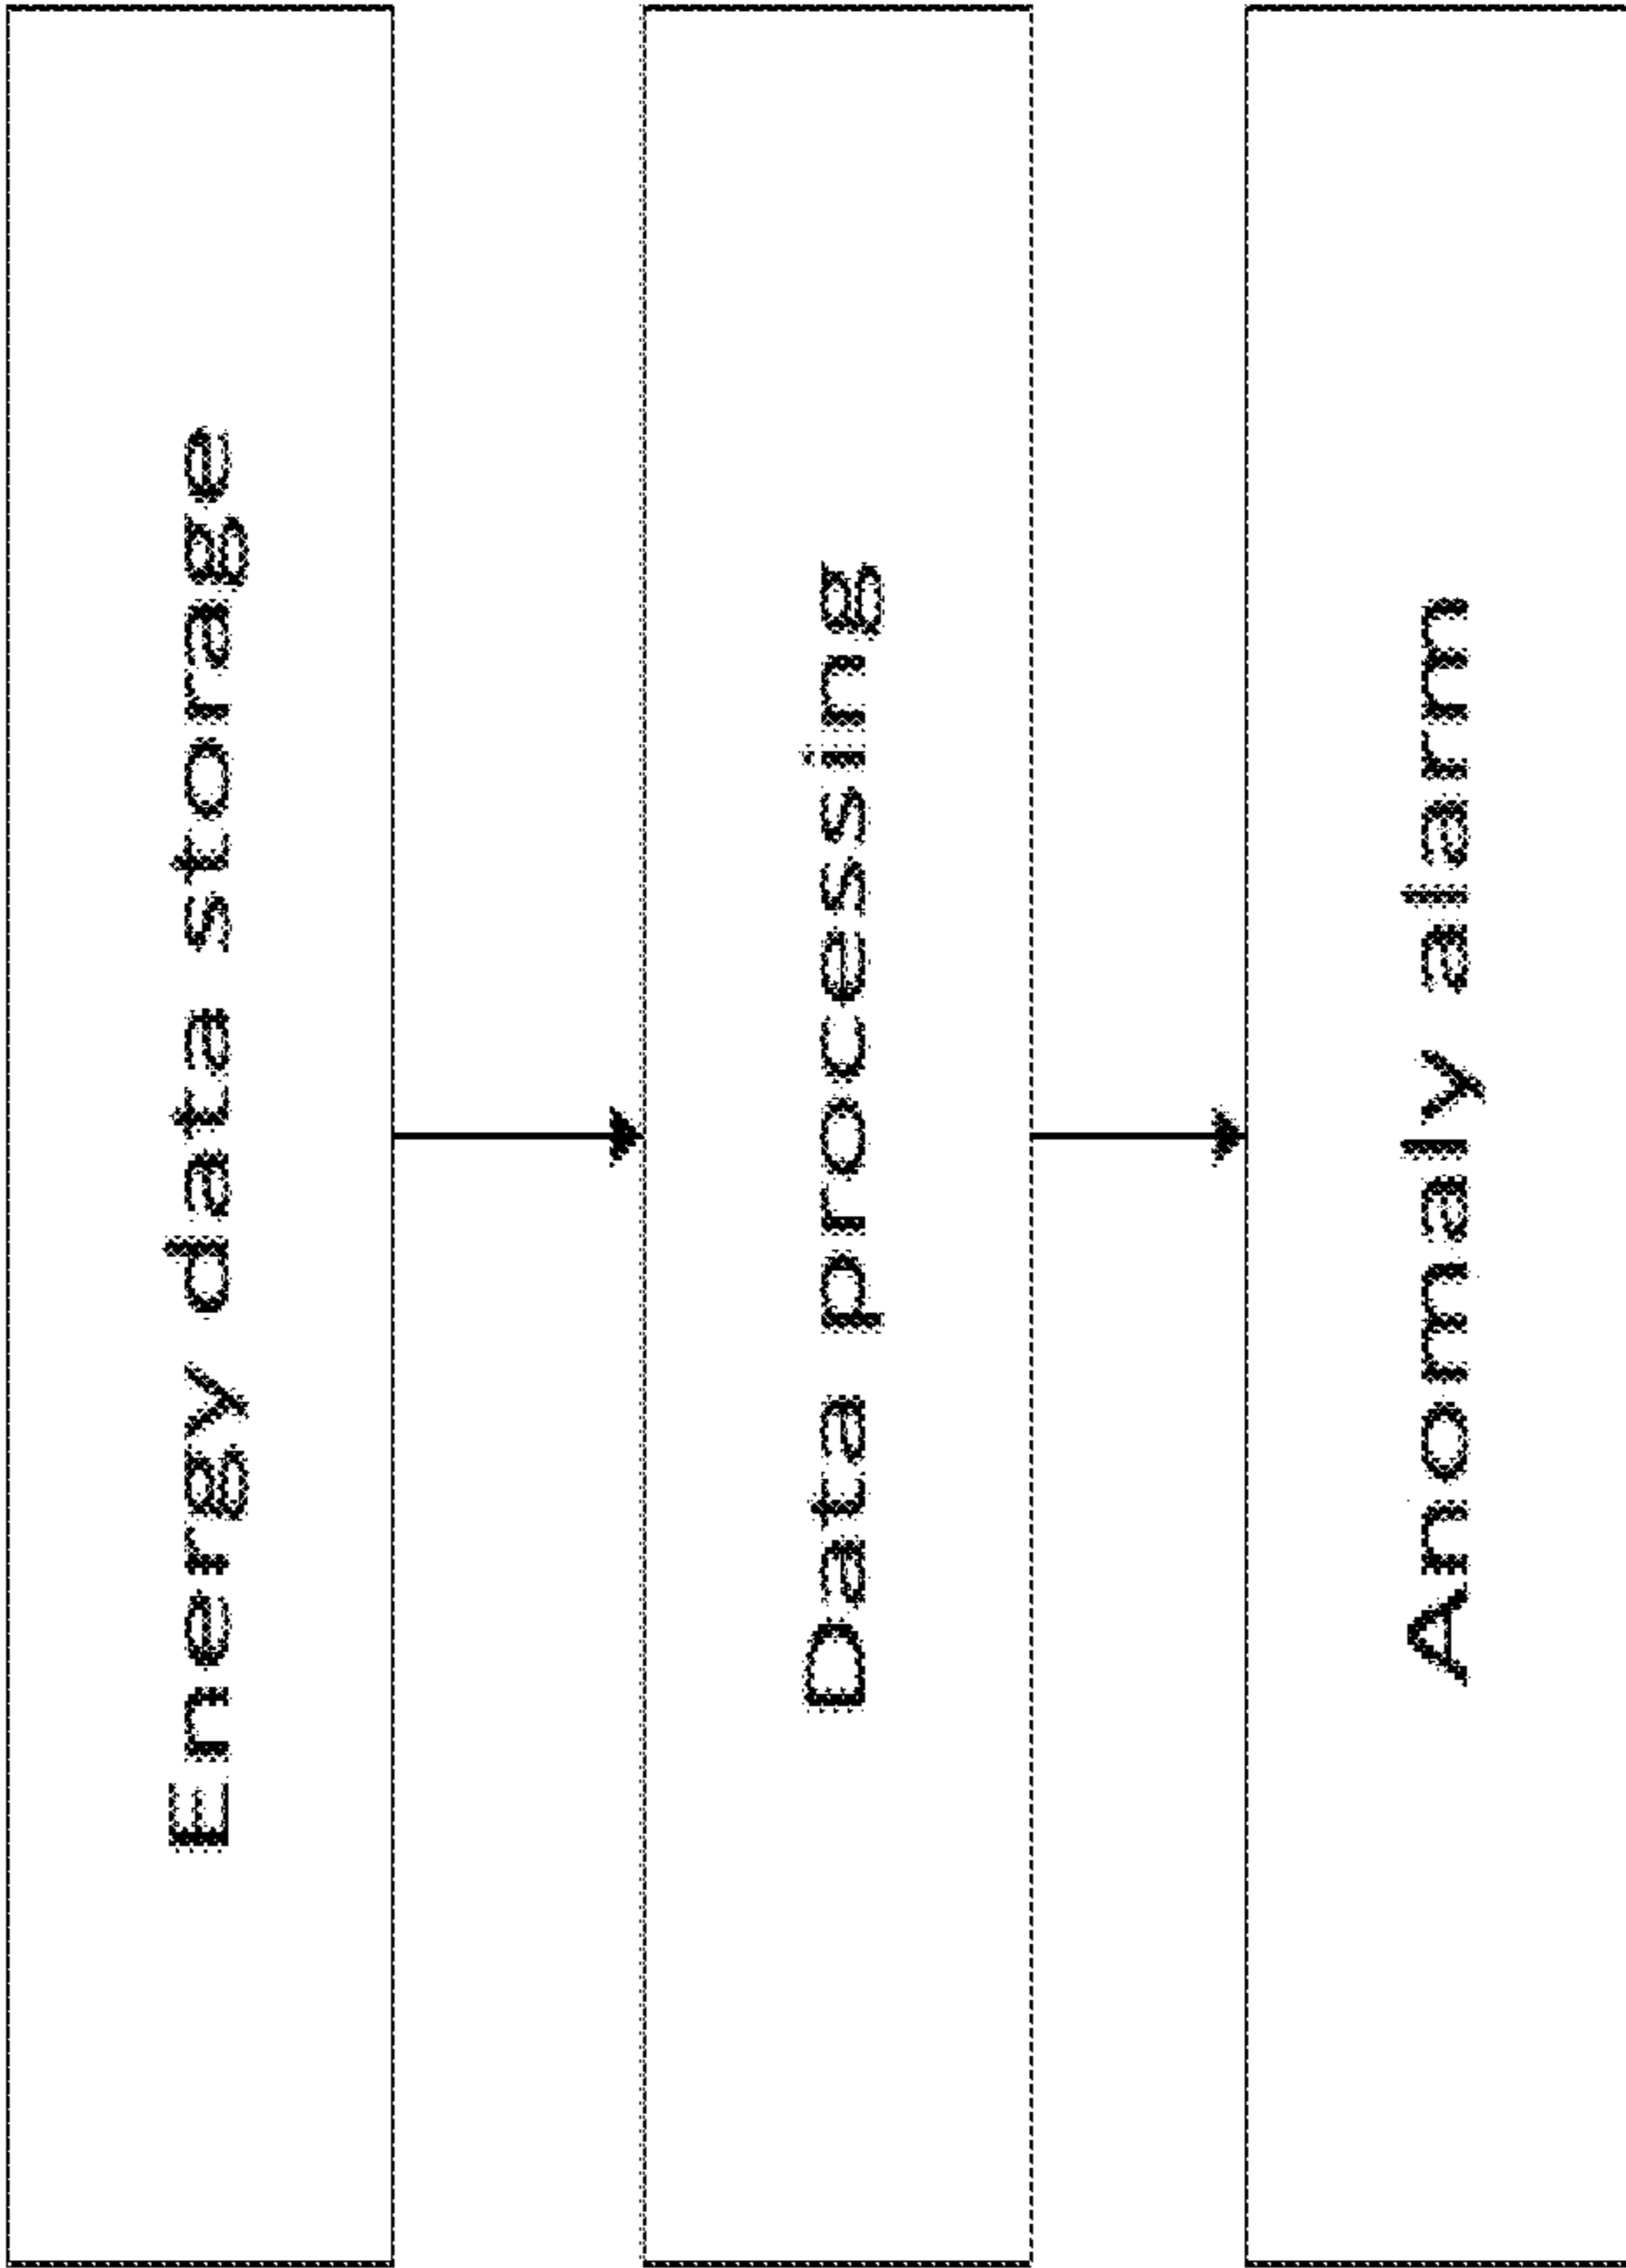 Energy data storage
Data processing
Anomaly alarm